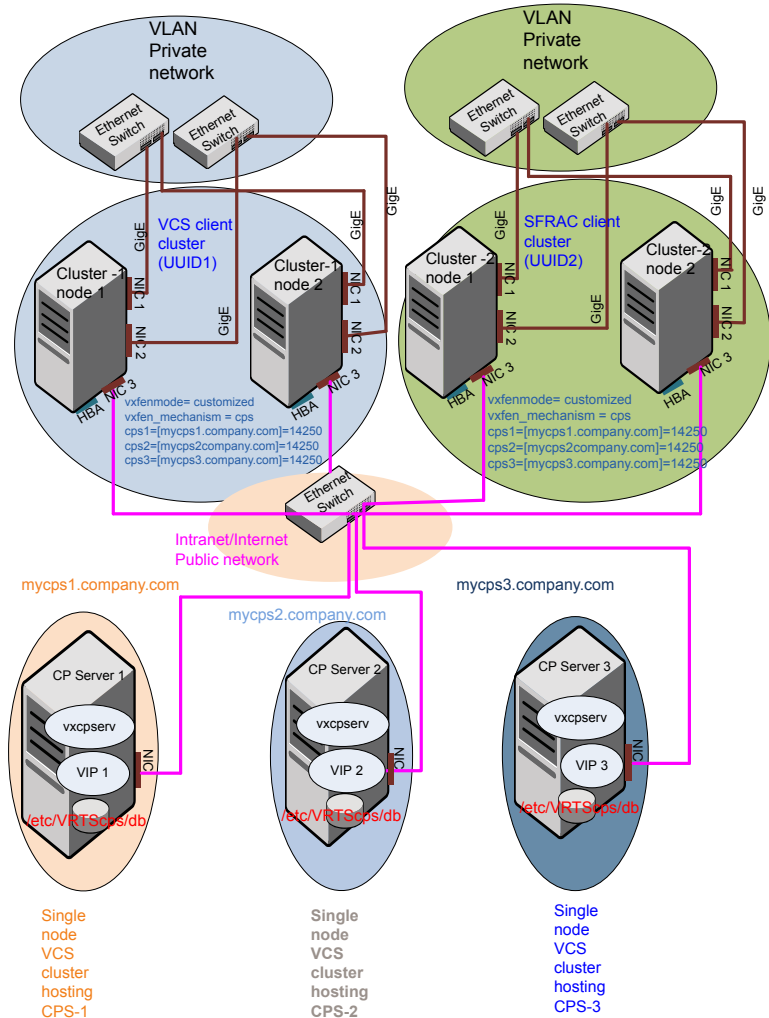 VLAN
Private
network
VLAN
Private
network
Ethernet
Switch
Ethernet
Switch
Ethernet
Switch
Ethernet
Switch
GigE
GigE
GigE
GigE
GigE
GigE
GigE
GigE
VCS client
cluster
(UUID1)
SFRAC client
cluster
(UUID2)
Cluster -1
node 1
NIC 1
NIC 2
NIC 3
HBA
Cluster-1
node 2
NIC 1
NIC 2
NIC 3
HBA
Cluster -2
node 1
NIC 1
NIC 2
NIC 3
HBA
Cluster-2
node 2
NIC 1
NIC 2
NIC 3
HBA
vxfenmode= customized
vxfen_mechanism = cps
cps1=[mycps1.company.com]=14250
cps2=[mycps2company.com]=14250
cps3=[mycps3.company.com]=14250
vxfenmode= customized
vxfen_mechanism = cps
cps1=[mycps1.company.com]=14250
cps2=[mycps2company.com]=14250
cps3=[mycps3.company.com]=14250
Ethernet
Switch
Intranet/Internet
Public network
mycps1.company.com
mycps2.company.com
mycps3.company.com
CP Server 1
vxcpserv
VIP 1
NIC
/etc/VRTScps/db
CP Server 2
vxcpserv
VIP 2
NIC
/etc/VRTScps/db
CP Server 3
vxcpserv
VIP 3
NIC
/etc/VRTScps/db
Single
node
VCS
cluster
hosting
CPS-1
Single
node
VCS
cluster
hosting
CPS-2
Single
node
VCS
cluster
hosting
CPS-3